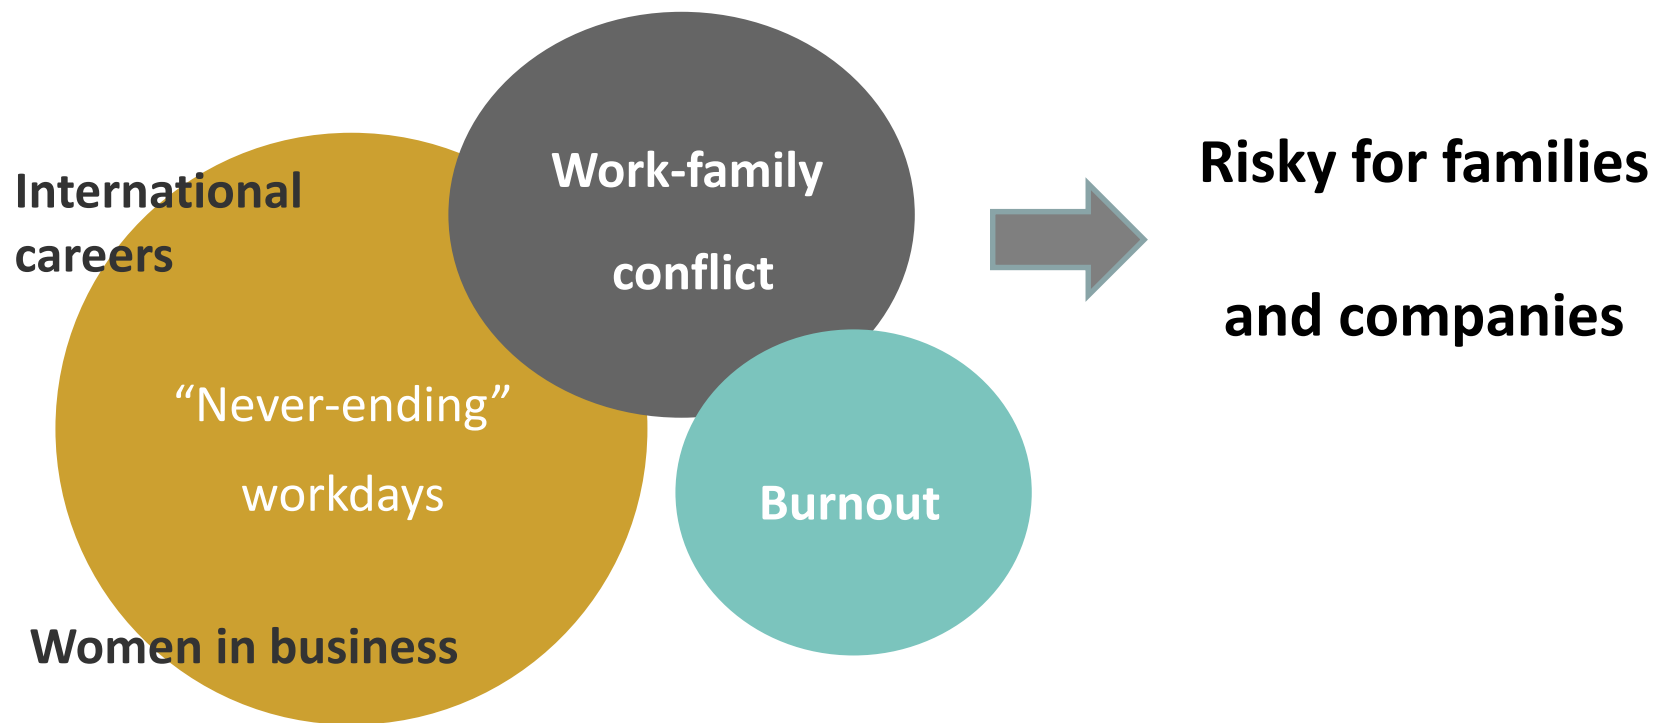 International
careers
“Never-ending”
workdays
Women in business
Work-family
conflict
Burnout
Risky for families
and companies